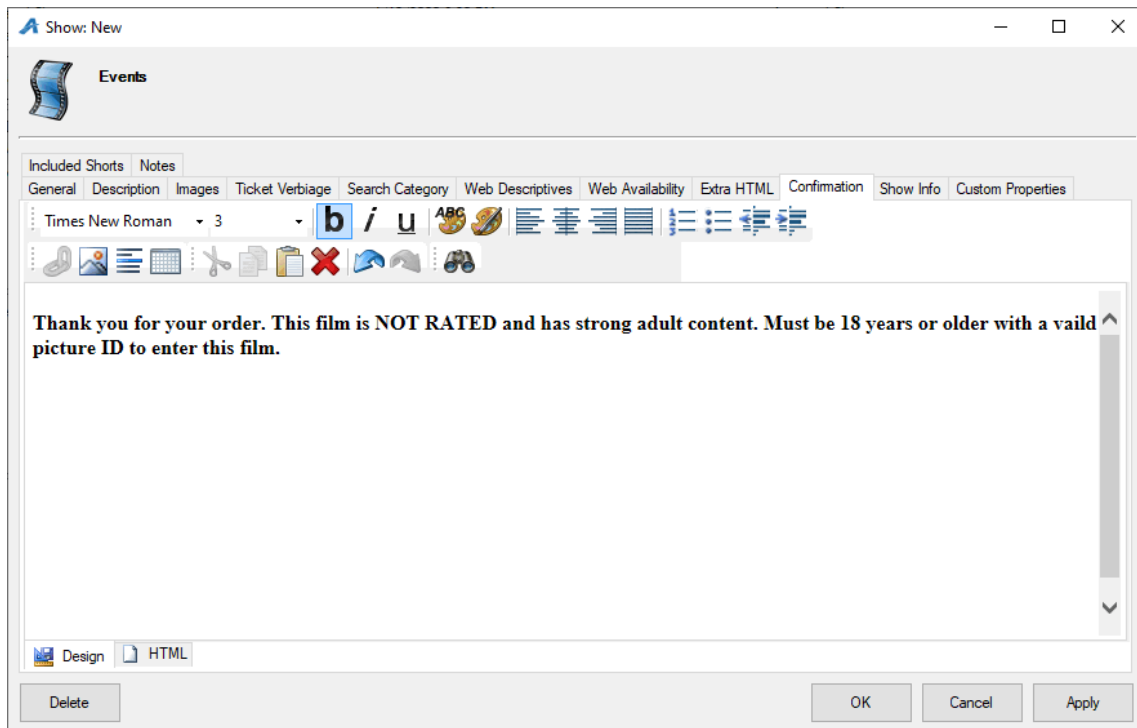 Show: New
Events
Included Shorts Notes
General Description Images Ticket Verbiage Search Category Web Descriptives Web Availability Extra HTML Confirmation Show Info Custom Properties
Times New Roman 3 b i u ABC
Thank you for your order. This film is NOT RATED and has strong adult content. Must be 18 years or older with a vaild
picture ID to enter this film.
Design HTML
Delete OK Cancel Apply